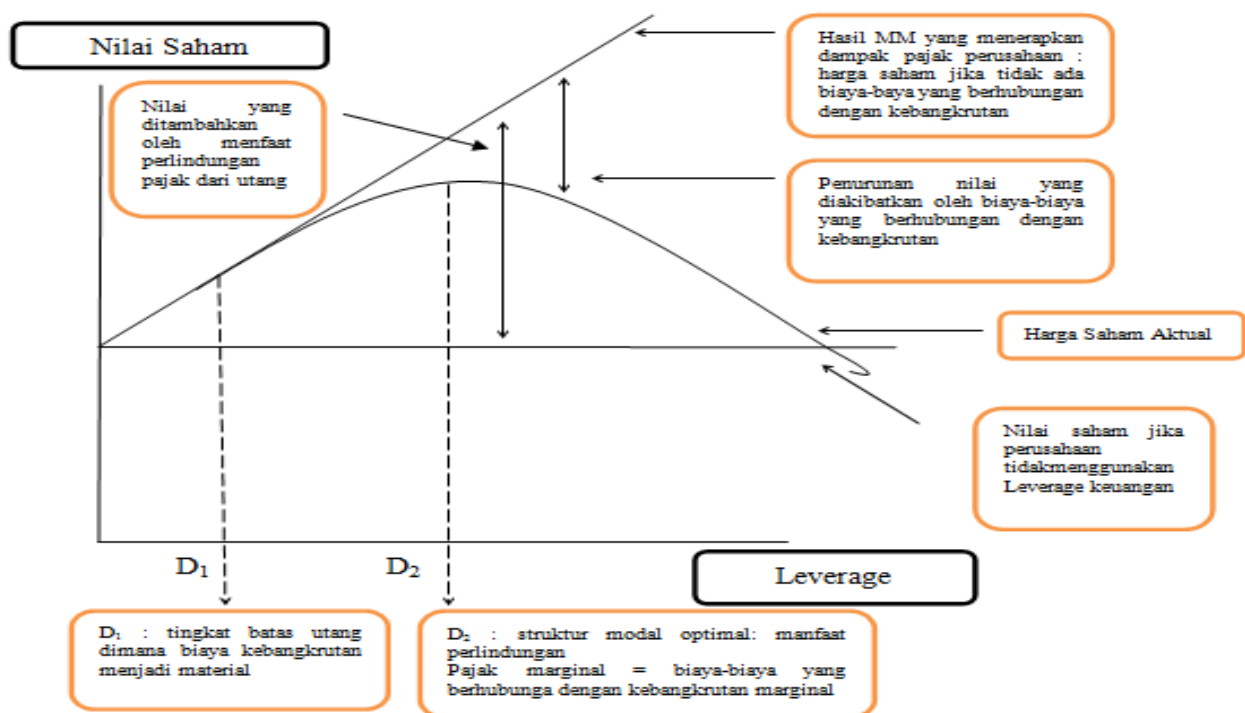 Nilai Saham
Nilai yang
ditambahkan
oleh menfaat
perlindungan
pajak dari utang
Hasil MM yang menerapkan
dampak pajak perusahaan :
harga saham jika tidak ada
biaya-baya yang berhubungan
dengan kebangkrutan
Penurunan nilai yang
diakibatkan oleh biaya-biaya
yang berhubungan dengan
kebangkrutan
Harga Saham Aktual
Nilai saham jika
perusahaan
tidakmenggunakan
Leverage keuangan
D₁
D₂
Leverage
D₁ : tingkat batas utang
dimana biaya kebangkrutan
menjadi material
D₂ : struktur modal optimal: manfaat
perlindungan
Pajak marginal = biaya-biaya yang
berhubunga dengan kebangkrutan marginal